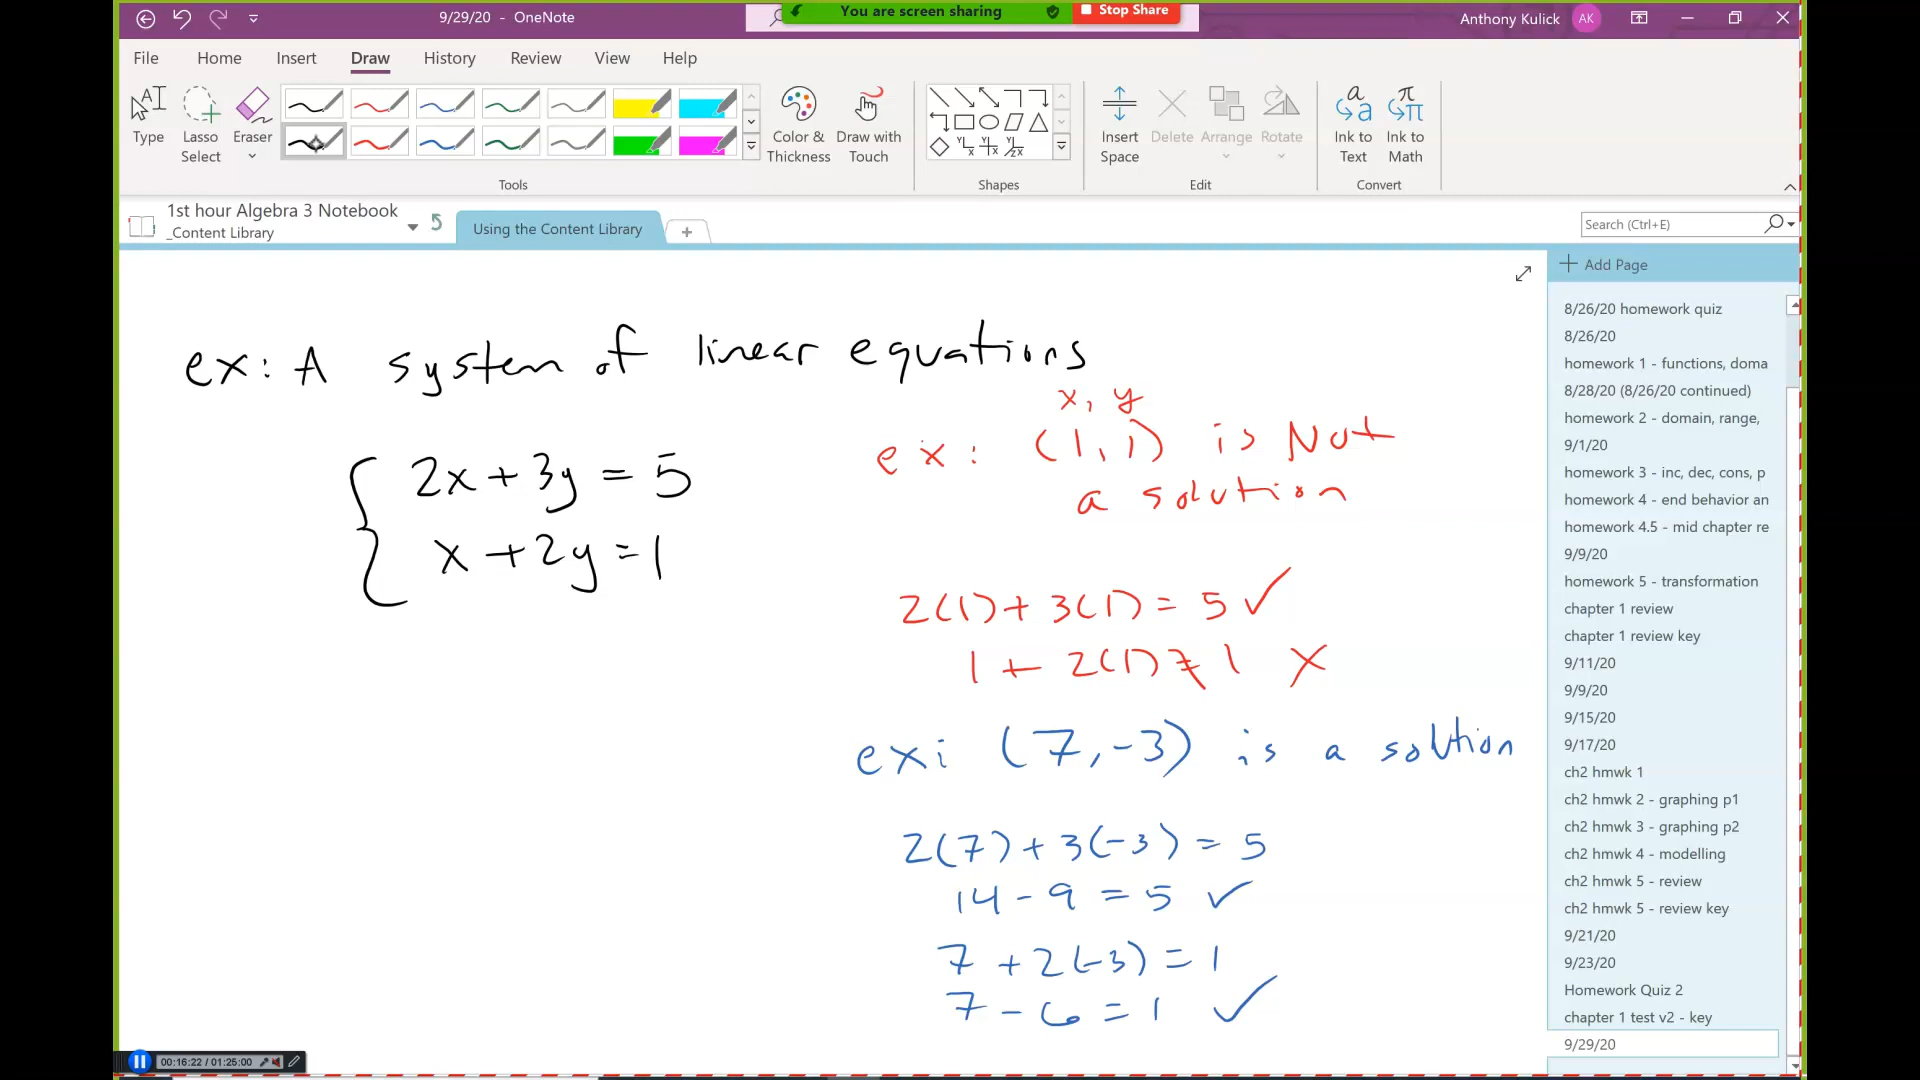 9/29/20 - OneNote
You are screen sharing
Stop Share
Anthony Kulick
AK
File Home Insert Draw History Review View Help
Type
Lasso Select
Eraser
Color & Thickness
Draw with Touch
Insert Space
Delete
Arrange
Rotate
Ink to Text
Ink to Math
Tools
Shapes
Edit
Convert
1st hour Algebra 3 Notebook
_Content Library
Using the Content Library
Search (Ctrl+E)
Add Page
8/26/20 homework quiz
8/26/20
homework 1 - functions, doma
8/28/20 (8/26/20 continued)
homework 2 - domain, range,
9/1/20
homework 3 - inc, dec, cons, p
homework 4 - end behavior an
homework 4.5 - mid chapter re
9/9/20
homework 5 - transformation
chapter 1 review
chapter 1 review key
9/11/20
9/9/20
9/15/20
9/17/20
ch2 hmwk 1
ch2 hmwk 2 - graphing p1
ch2 hmwk 3 - graphing p2
ch2 hmwk 4 - modelling
ch2 hmwk 5 - review
ch2 hmwk 5 - review key
9/21/20
9/23/20
Homework Quiz 2
chapter 1 test v2 - key
9/29/20
ex: A system of linear equations
2x + 3y = 5
x + 2y = 1
x, y
ex: (1, 1) is Not
a solution
2(1) + 3(1) = 5 ✓
1 + 2(1) ≠ 1 X
ex: (7, -3) is a soltion
2(7) + 3(-3) = 5
14 - 9 = 5 ✓
7 + 2(-3) = 1
7 - 6 = 1 ✓
00:16:22 / 01:25:00